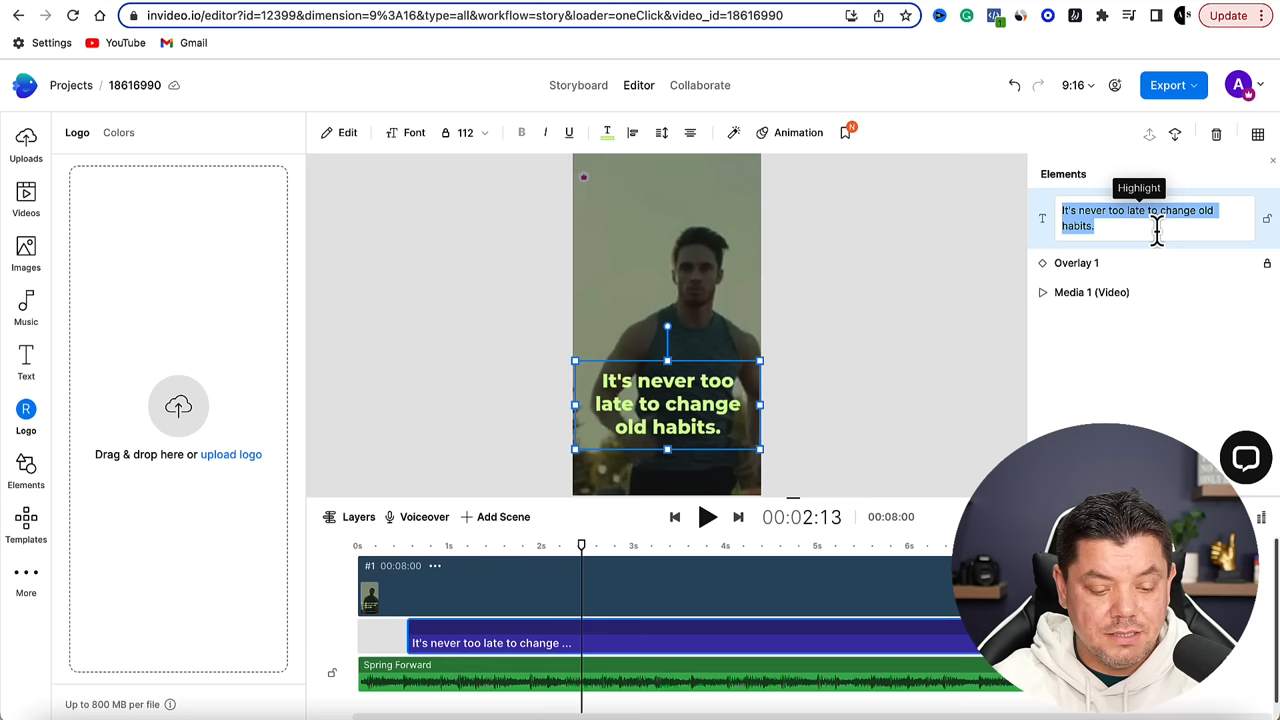 invideo.io/editor?id=12399&dimension=9%3A16&type=all&workflow=story&loader=oneClick&video_id=18616990
1
Update
Settings
YouTube
Gmail
Projects / 18616990
Storyboard
Editor
Collaborate
9:16
Export
A
Uploads
Videos
Images
Music
Text
R
Logo
Elements
Templates
More
Logo
Colors
Drag & drop here or upload logo
Up to 800 MB per file
Edit
Font
112
B
I
U
T
Animation
N
It's never too
late to change
old habits.
Elements
Highlight
T
It's never too late to change old
habits.
Overlay 1
Media 1 (Video)
Layers
Voiceover
Add Scene
00:02:13
00:08:00
0s
1s
2s
3s
4s
5s
6s
#1 00:08:00
It's never too late to change ...
Spring Forward